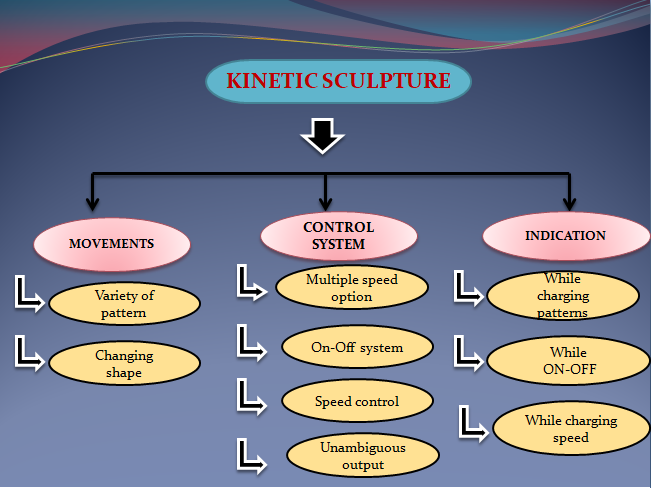 KINETIC SCULPTURE
MOVEMENTS
Variety of
pattern
Changing
shape
CONTROL
SYSTEM
Multiple speed
option
On-Off system
Speed control
Unambiguous
output
INDICATION
While
charging
patterns
While
ON-OFF
While charging
speed